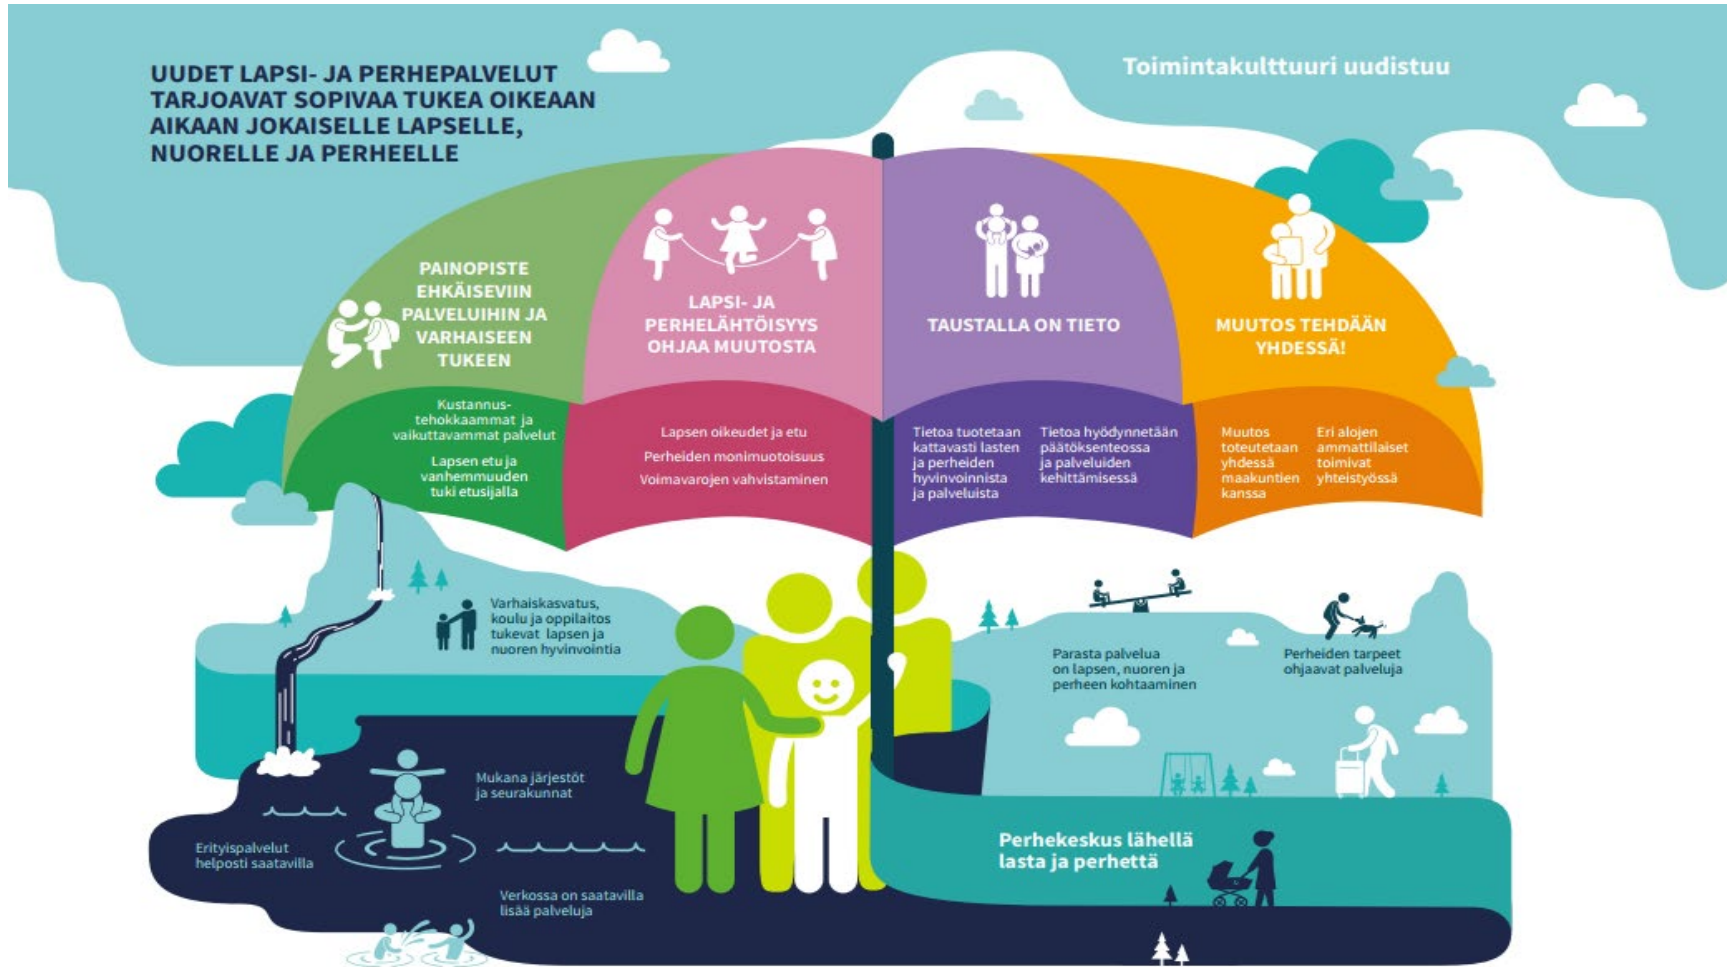 UUDET LAPSI- JA PERHEPALVELUT
TARJOAVAT SOPIVAA TUKEA OIKEAAN
AIKAAN JOKAISELLE LAPSELLE,
NUORELLE JA PERHEELLE
Toimintakulttuuri uudistuu
PAINOPISTE
EHKÄISEVIIN
PALVELUIHIN JA
VARHAISEEN
TUKEEN
LAPSI- JA
PERHELÄHTÖISYYS
OHJAA MUUTOSTA
TAUSTALLA ON TIETO
MUUTOS TEHDÄÄN
YHDESSÄ!
Kustannus-
tehokkaammat ja
vaikuttavammat palvelut
Lapsen etu ja
vanhemmuuden
tuki etusijalla
Lapsen oikeudet ja etu
Perheiden monimuotoisuus
Voimavarojen vahvistaminen
Tietoa tuotetaan
kattavasti lasten
ja perheiden
hyvinvoinnista
ja palveluista
Tietoa hyödynnetään
päätöksenteossa
ja palveluiden
kehittämisessä
Muutos
toteutetaan
yhdessä
maakuntien
kanssa
Eri alojen
ammattilaiset
toimivat
yhteistyössä
Varhaiskasvatus,
koulu ja oppilaitos
tukevat lapsen ja
nuoren hyvinvointia
Parasta palvelua
on lapsen, nuoren ja
perheen kohtaaminen
Perheiden tarpeet
ohjaavat palveluja
Mukana järjestöt
ja seurakunnat
Erityispalvelut
helposti saatavilla
Verkossa on saatavilla
lisää palveluja
Perhekeskus lähellä
lasta ja perhettä